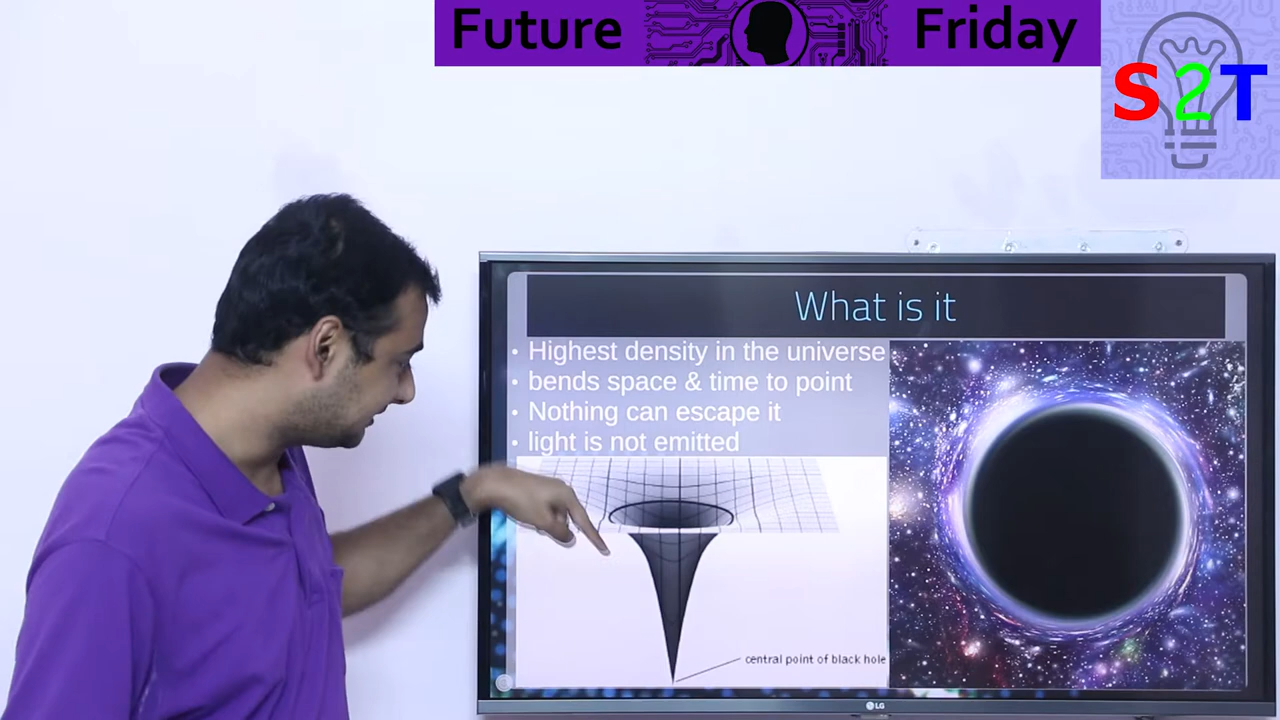 Future Friday
S2T
What is it
• Highest density in the universe
• bends space & time to point
• Nothing can escape it
• light is not emitted
central point of black hole
LG